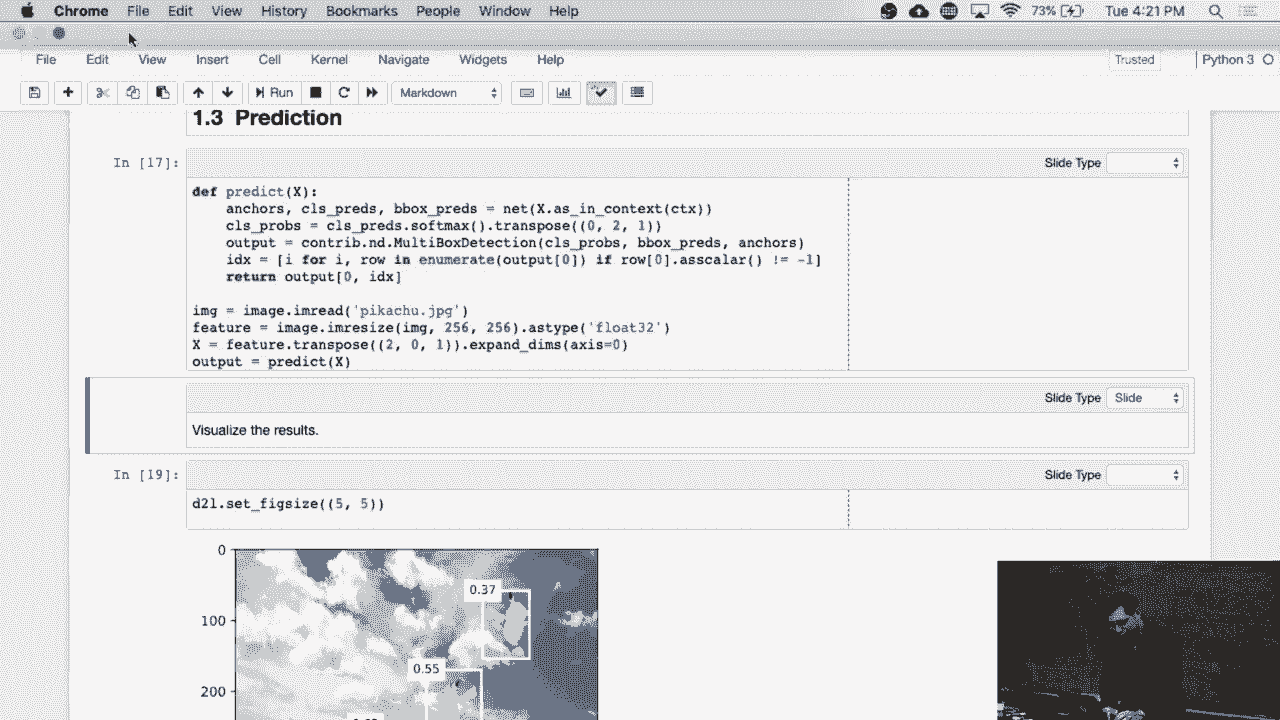 Chrome File Edit View History Bookmarks People Window Help 73% Tue 4:21 PM
File Edit View Insert Cell Kernel Navigate Widgets Help Trusted Python 3
Run Markdown
1.3 Prediction
In [17]:
Slide Type
def predict(X):
    anchors, cls_preds, bbox_preds = net(X.as_in_context(ctx))
    cls_probs = cls_preds.softmax().transpose((0, 2, 1))
    output = contrib.nd.MultiBoxDetection(cls_probs, bbox_preds, anchors)
    idx = [i for i, row in enumerate(output[0]) if row[0].asscalar() != -1]
    return output[0, idx]
img = image.imread('pikachu.jpg')
feature = image.imresize(img, 256, 256).astype('float32')
X = feature.transpose((2, 0, 1)).expand_dims(axis=0)
output = predict(X)
Slide Type Slide
Visualize the results.
In [19]:
Slide Type
d2l.set_figsize((5, 5))
0
0.37
100
0.55
200